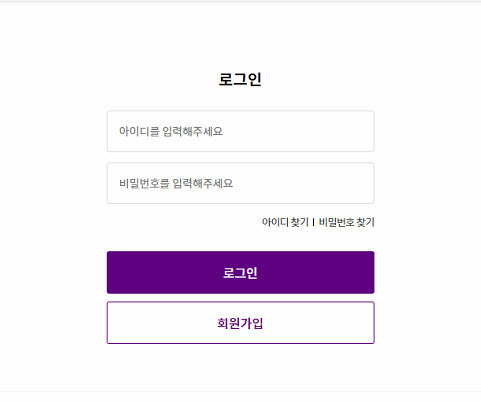 로그인
아이디를 입력해주세요
비밀번호를 입력해주세요
아이디 찾기 | 비밀번호 찾기
로그인
회원가입